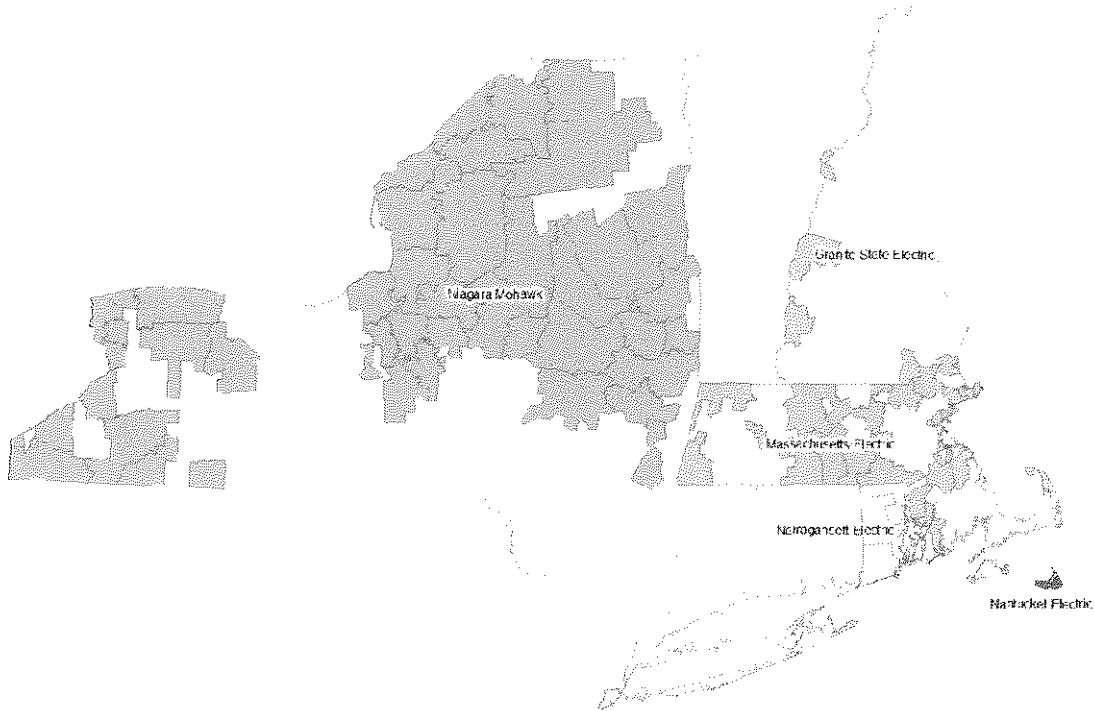 Granite State Electric
Niagara Mohawk
Massachusetts Electric
Narragansett Electric
Nantucket Electric